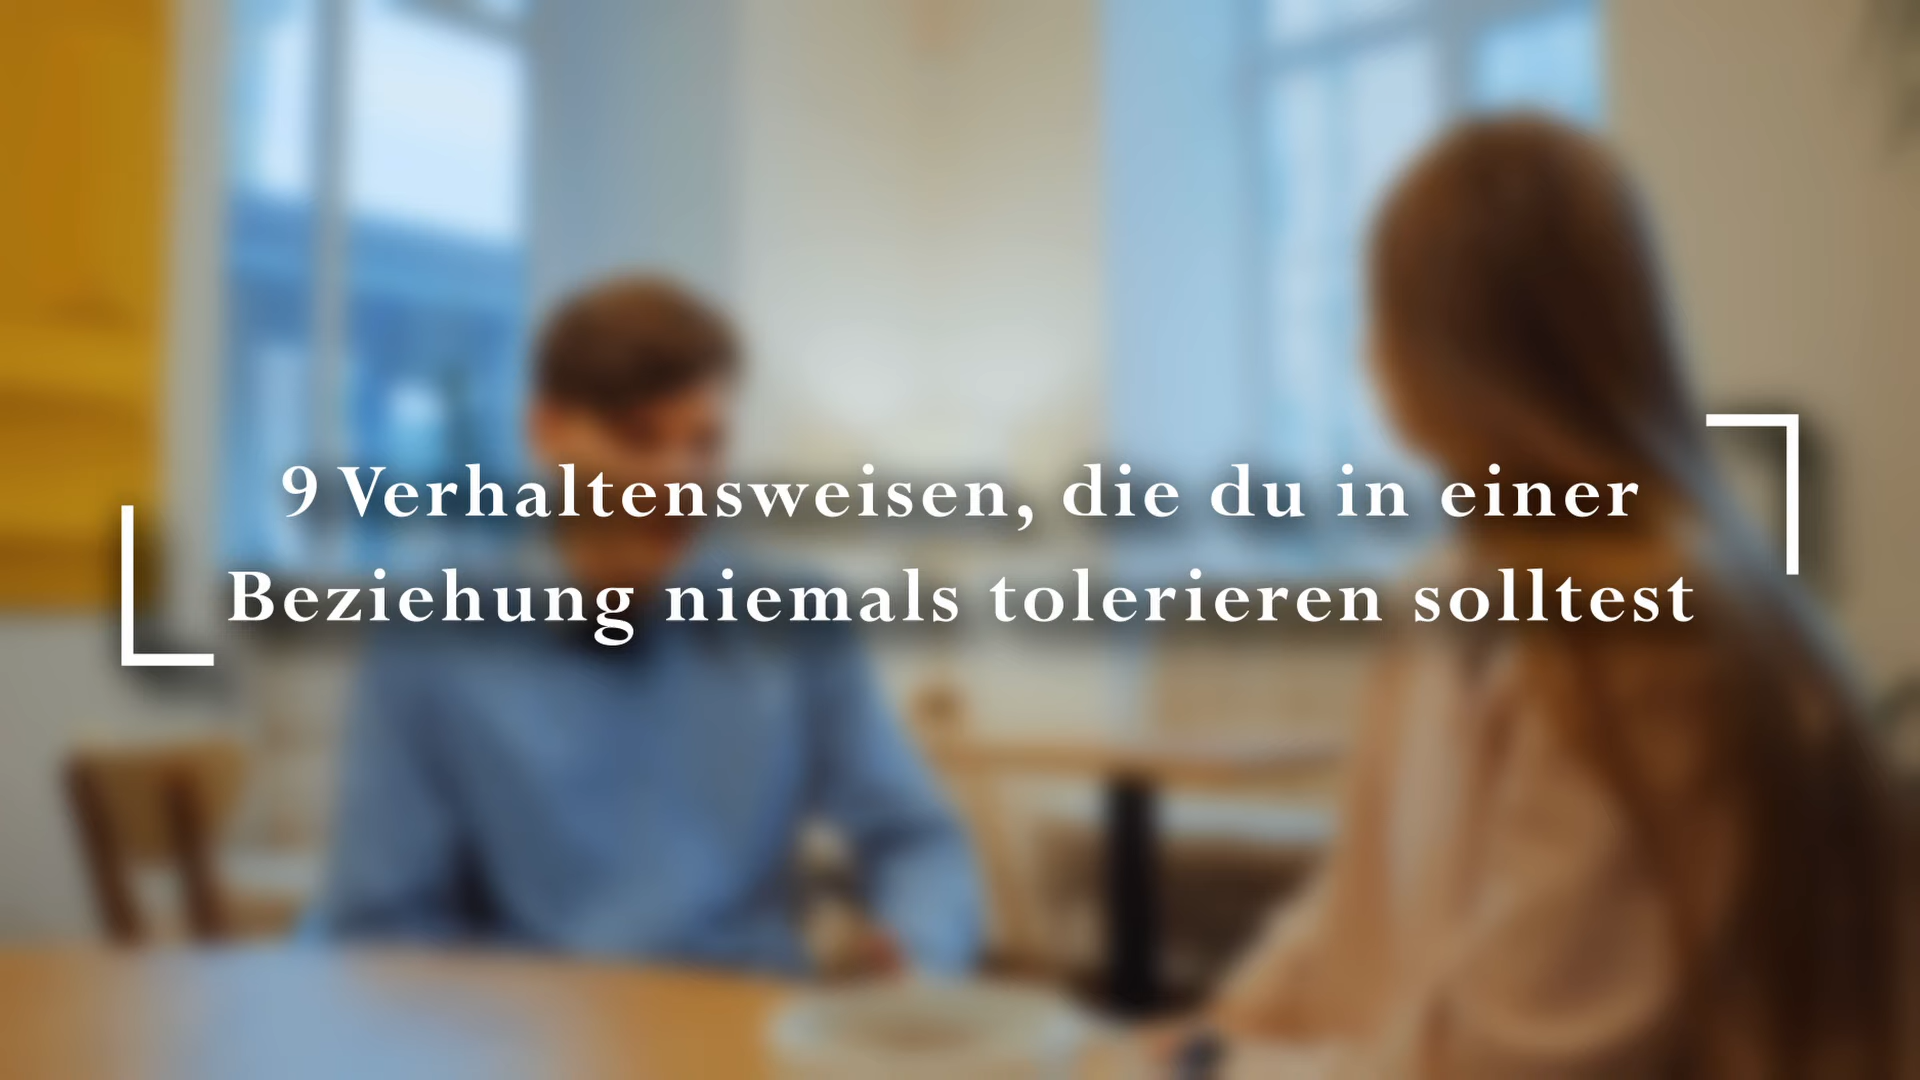 9 Verhaltensweisen, die du in einer
Beziehung niemals tolerieren solltest